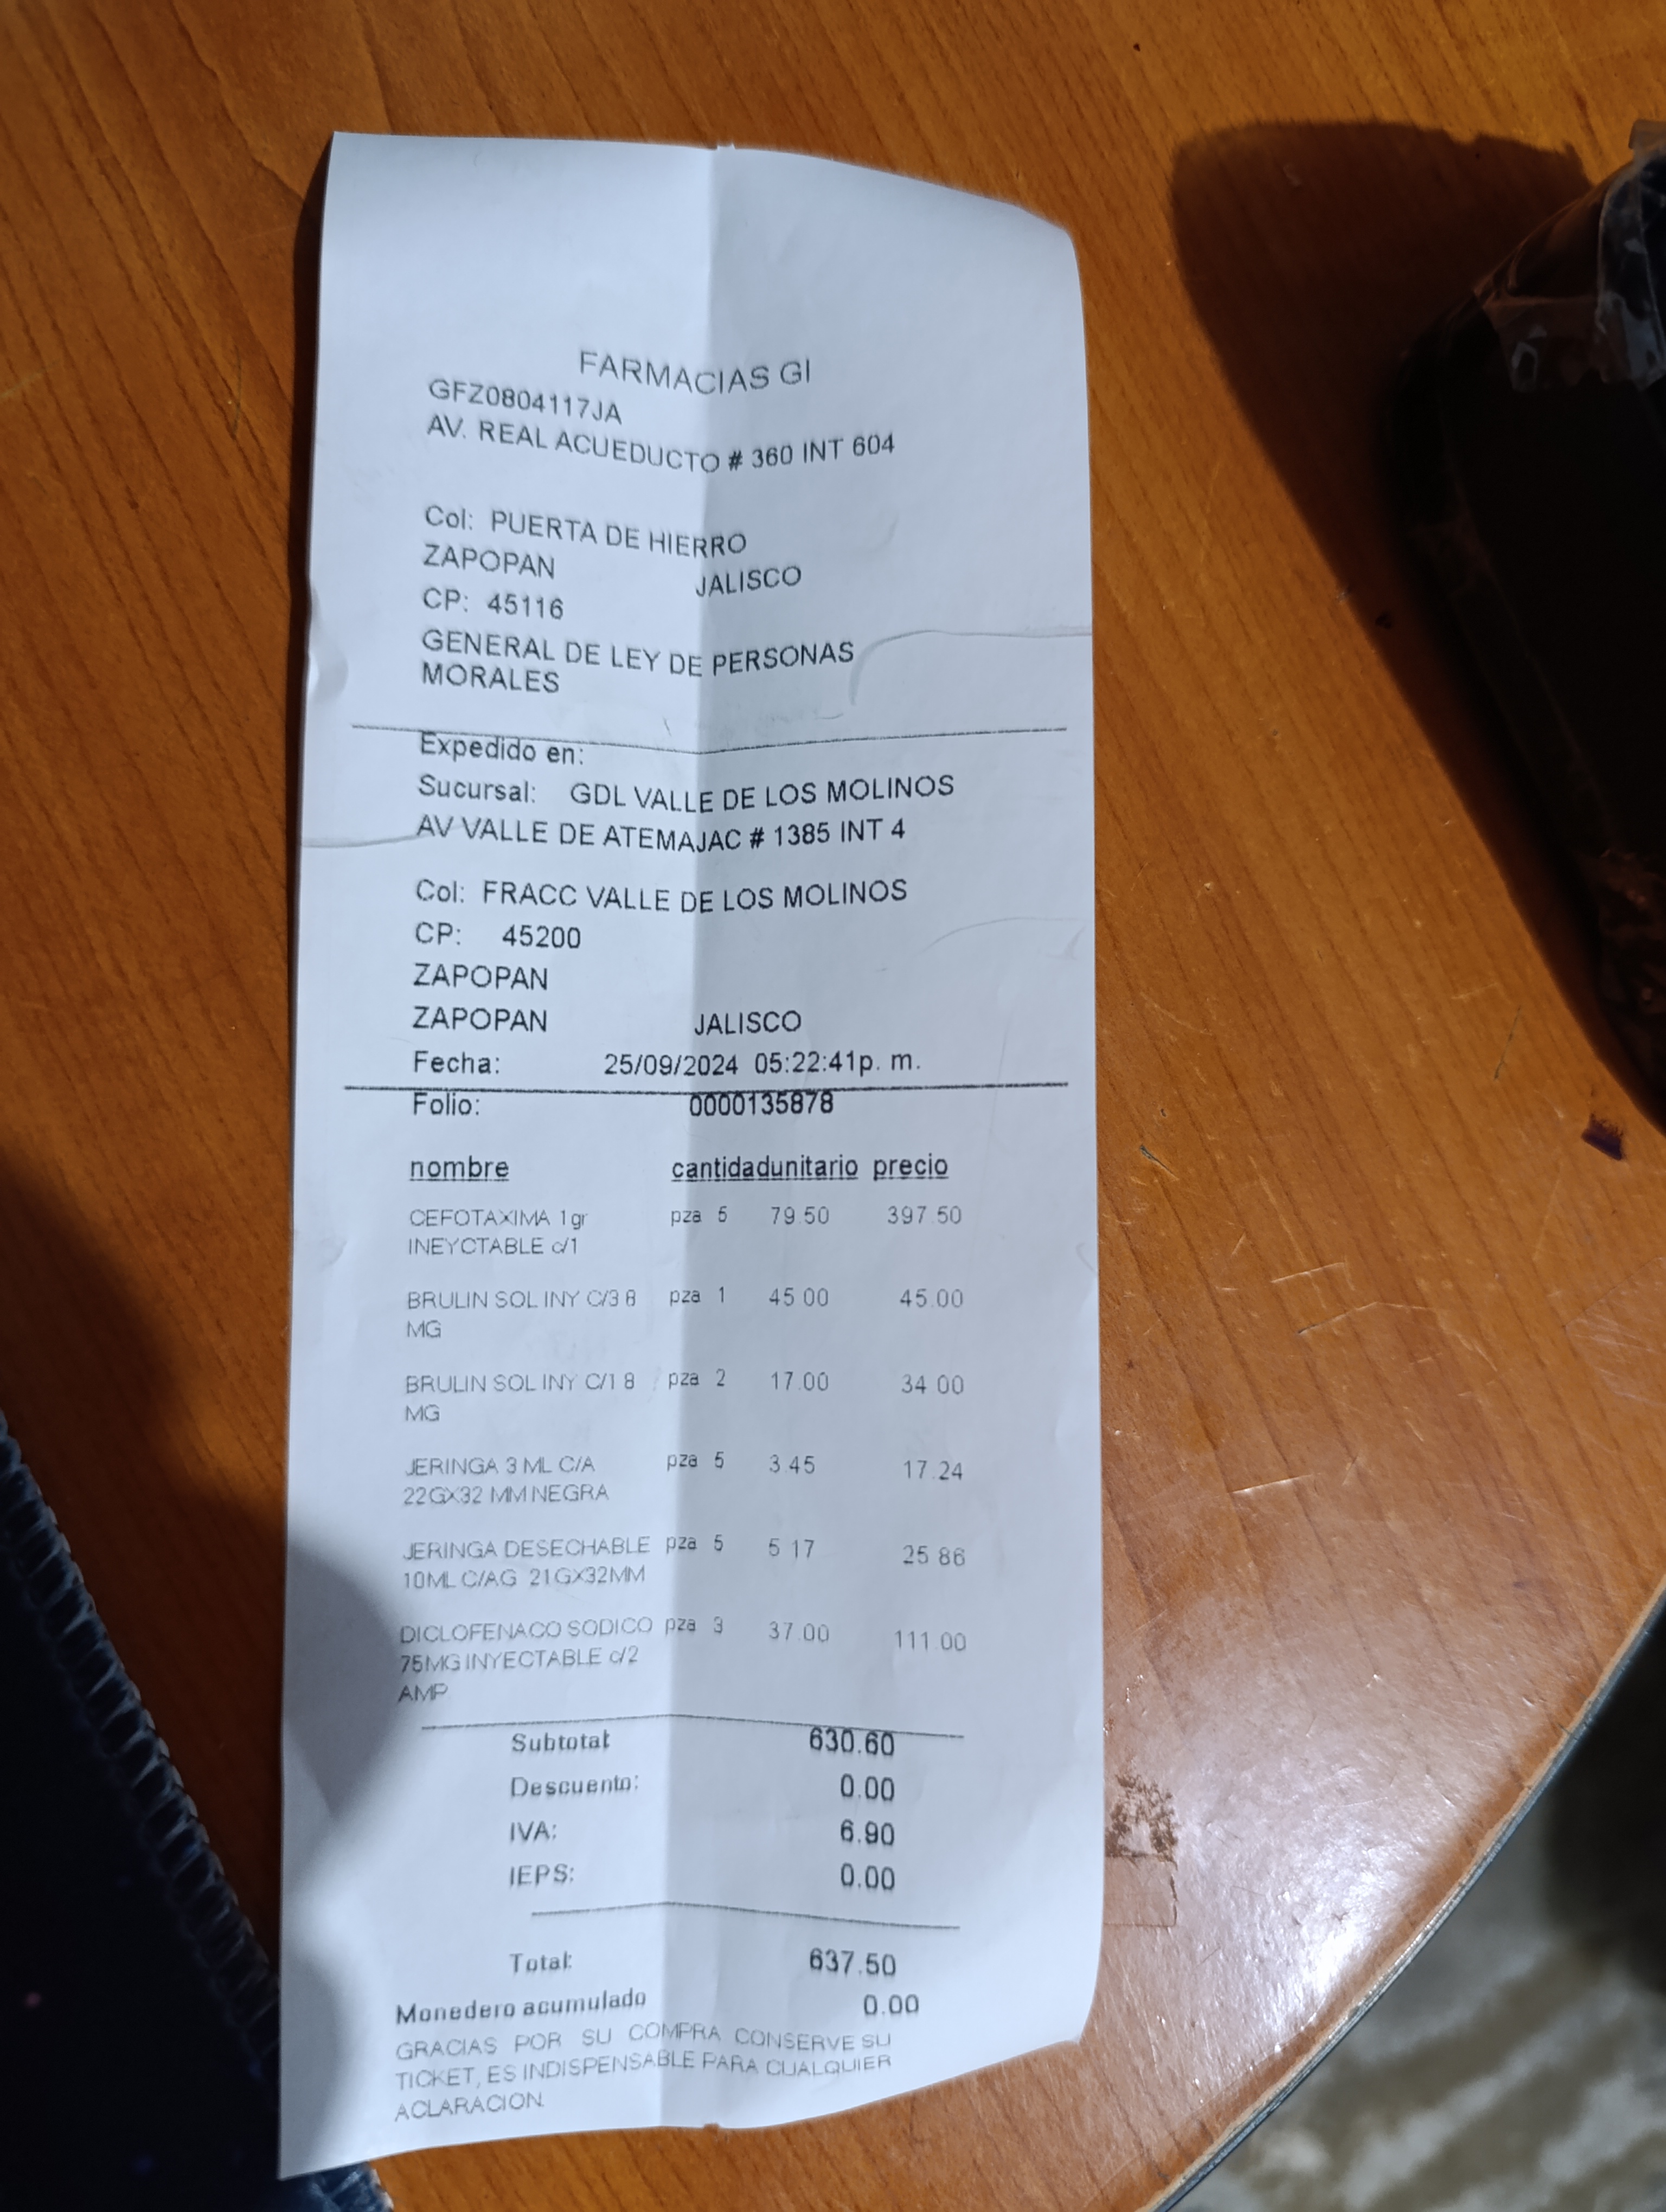 FARMACIAS GI
GFZ0804117JA
AV. REAL ACUEDUCTO # 360 INT 604
Col: PUERTA DE HIERRO
ZAPOPAN JALISCO
CP: 45116
GENERAL DE LEY DE PERSONAS
MORALES
Expedido en:
Sucursal: GDL VALLE DE LOS MOLINOS
AV VALLE DE ATEMAJAC # 1385 INT 4
Col: FRACC VALLE DE LOS MOLINOS
CP: 45200
ZAPOPAN
ZAPOPAN JALISCO
Fecha: 25/09/2024 05:22:41p. m.
Folio: 0000135878
nombre cantidadunitario precio
CEFOTAXIMA 1gr pza 5 79.50 397.50
INEYCTABLE c/1
BRULIN SOL INY C/3 8 pza 1 45.00 45.00
MG
BRULIN SOL INY C/1 8 pza 2 17.00 34.00
MG
JERINGA 3 ML C/A pza 5 3.45 17.24
22GX32 MM NEGRA
JERINGA DESECHABLE pza 5 5.17 25.86
10ML C/AG 21GX32MM
DICLOFENACO SODICO pza 3 37.00 111.00
75MG INYECTABLE c/2
AMP
Subtotal: 630.60
Descuento: 0.00
IVA: 6.90
IEPS: 0.00
Total: 637.50
Monedero acumulado 0.00
GRACIAS POR SU COMPRA CONSERVE SU
TICKET, ES INDISPENSABLE PARA CUALQUIER
ACLARACION.